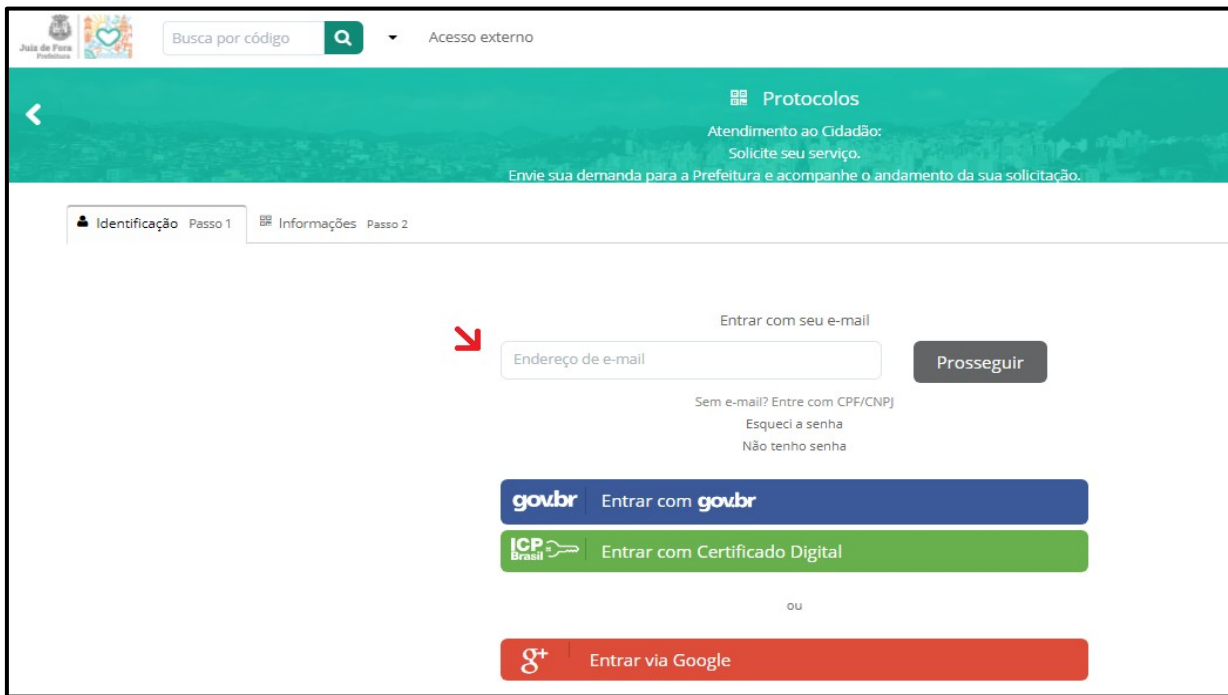 Juiz de Fora
Prefeitura
Busca por código
Acesso externo
Protocolos
Atendimento ao Cidadão:
Solicite seu serviço.
Envie sua demanda para a Prefeitura e acompanhe o andamento da sua solicitação.
Identificação Passo 1
Informações Passo 2
Entrar com seu e-mail
Endereço de e-mail
Prosseguir
Sem e-mail? Entre com CPF/CNPJ
Esqueci a senha
Não tenho senha
gov.br Entrar com gov.br
ICP Brasil Entrar com Certificado Digital
ou
g+ Entrar via Google